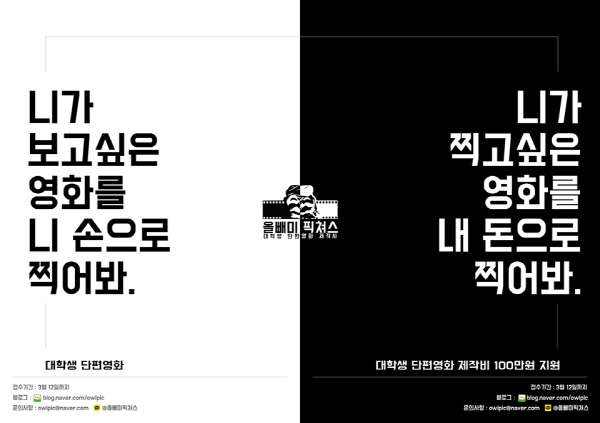 니가
보고싶은
영화를
니 손으로
찍어봐.
대학생 단편영화
접수기간 : 3월 12일까지
블로그 : blog.naver.com/owlpic
문의사항 : owlpic@naver.com @올빼미픽쳐스
올빼미 픽쳐스
대학생 단편영화 제작사
니가
찍고싶은
영화를
내 돈으로
찍어봐.
대학생 단편영화 제작비 100만원 지원
접수기간 : 3월 12일까지
블로그 : blog.naver.com/owlpic
문의사항 : owlpic@naver.com @올빼미픽쳐스